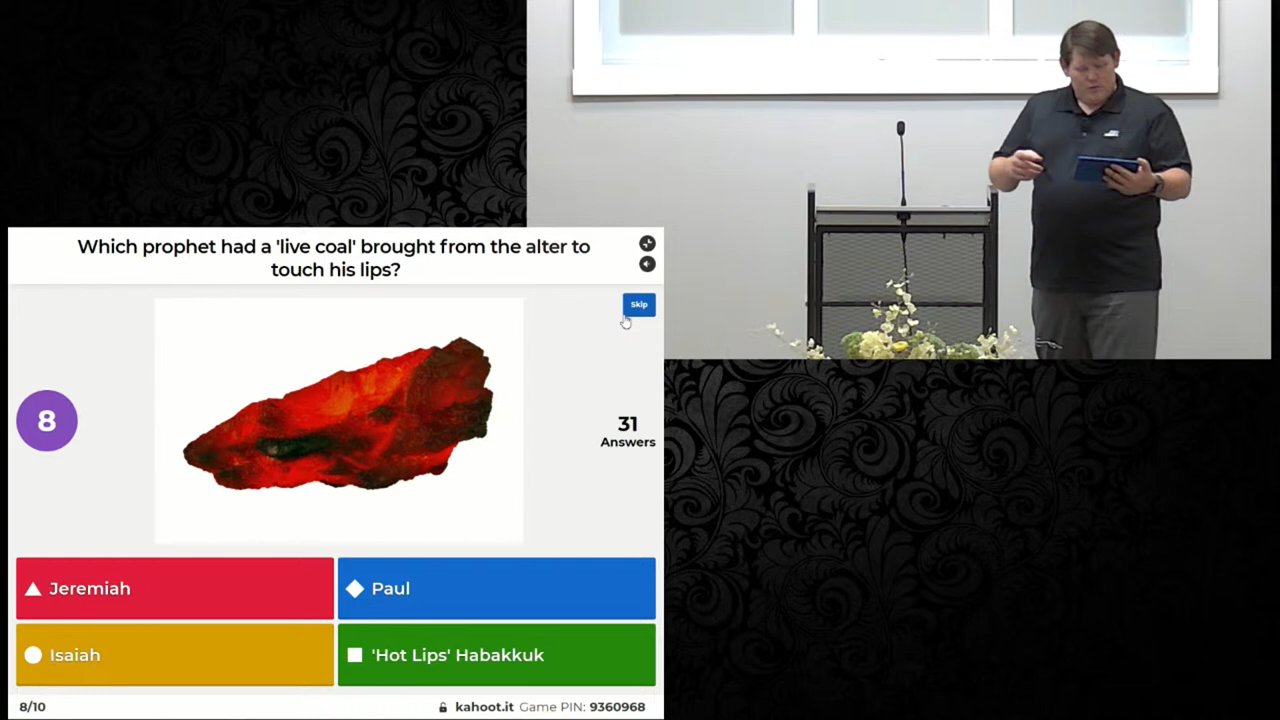 Which prophet had a 'live coal' brought from the alter to
touch his lips?
Skip
8
31
Answers
Jeremiah
Paul
Isaiah
'Hot Lips' Habakkuk
8/10
kahoot.it Game PIN: 9360968